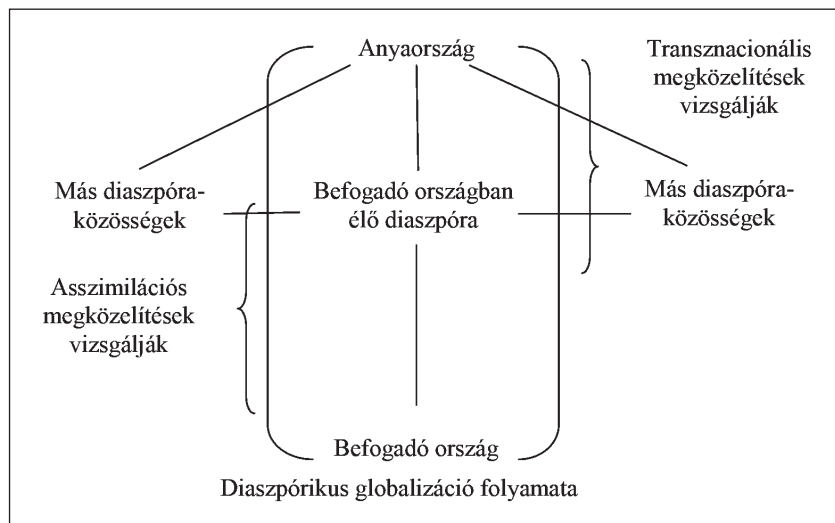 Anyaország
Transznacionális
megközelítések
vizsgálják
Más diaszpóra-
közösségek
Befogadó országban
élő diaszpóra
Más diaszpóra-
közösségek
Asszimilációs
megközelítések
vizsgálják
Befogadó ország
Diaszpórikus globalizáció folyamata